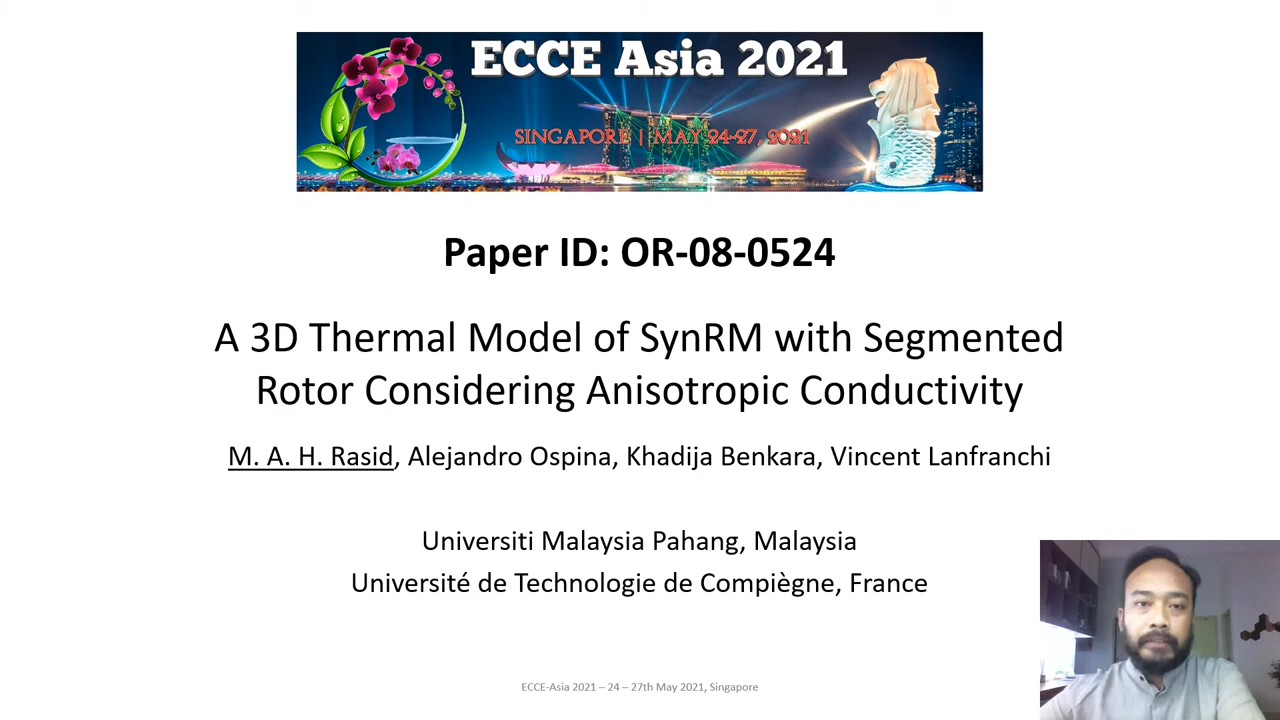 ECCE Asia 2021
SINGAPORE | MAY 24-27, 2021
Paper ID: OR-08-0524
A 3D Thermal Model of SynRM with Segmented
Rotor Considering Anisotropic Conductivity
M. A. H. Rasid, Alejandro Ospina, Khadija Benkara, Vincent Lanfranchi
Universiti Malaysia Pahang, Malaysia
Université de Technologie de Compiègne, France
ECCE-Asia 2021 – 24 – 27th May 2021, Singapore